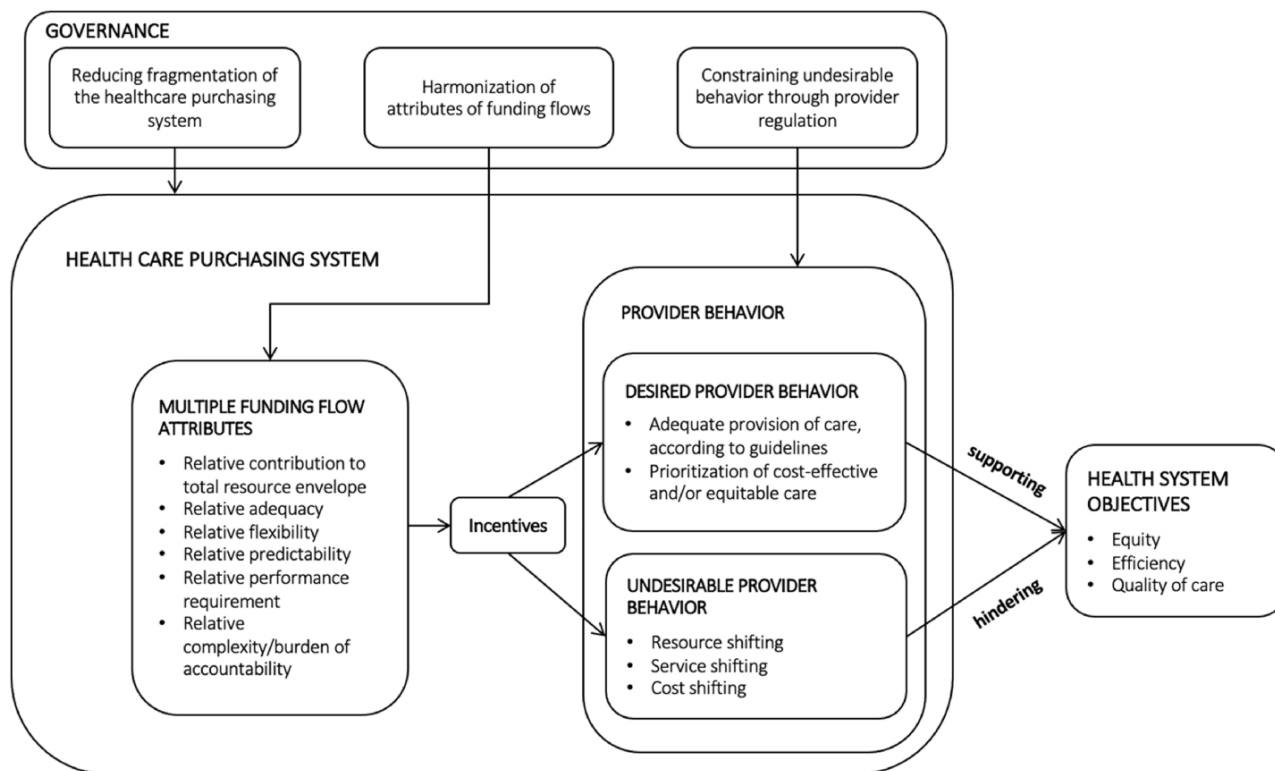 GOVERNANCE
Reducing fragmentation of
the healthcare purchasing
system
Harmonization of
attributes of funding flows
Constraining undesirable
behavior through provider
regulation
HEALTH CARE PURCHASING SYSTEM
MULTIPLE FUNDING FLOW
ATTRIBUTES
• Relative contribution to
total resource envelope
• Relative adequacy
• Relative flexibility
• Relative predictability
• Relative performance
requirement
• Relative
complexity/burden of
accountability
Incentives
PROVIDER BEHAVIOR
DESIRED PROVIDER BEHAVIOR
• Adequate provision of care,
according to guidelines
• Prioritization of cost-effective
and/or equitable care
UNDESIRABLE PROVIDER
BEHAVIOR
• Resource shifting
• Service shifting
• Cost shifting
supporting
hindering
HEALTH SYSTEM
OBJECTIVES
• Equity
• Efficiency
• Quality of care